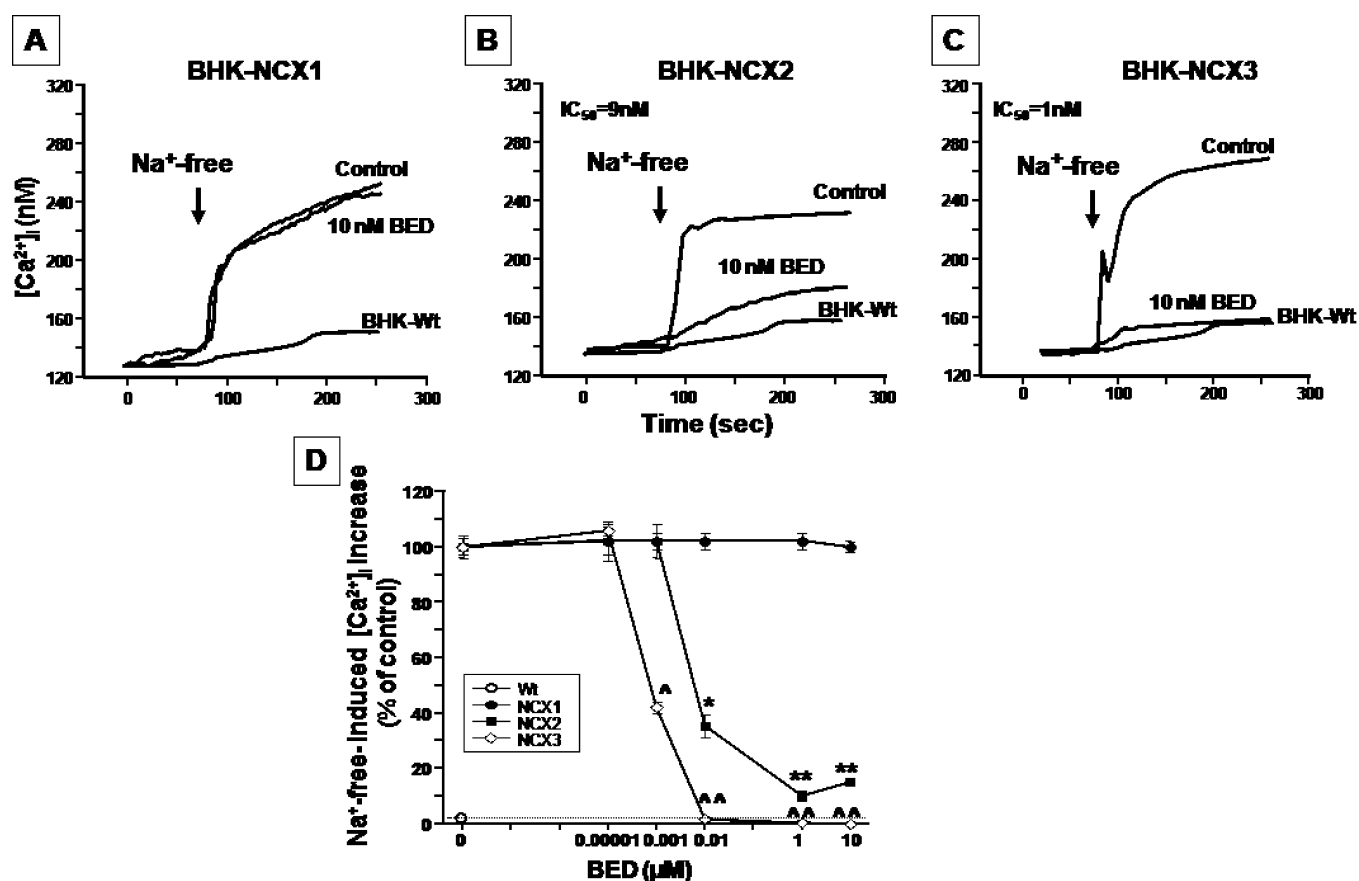 A
BHK-NCX1
320
280
240
200
160
120
[Ca²⁺]ᵢ (nM)
Na⁺-free
Control
10 nM BED
BHK-Wt
0
100
200
300
B
BHK-NCX2
320
280
240
200
160
120
IC₅₀=9nM
Na⁺-free
Control
10 nM BED
BHK-Wt
0
100
200
300
Time (sec)
C
BHK-NCX3
320
280
240
200
160
120
IC₅₀=1nM
Na⁺-free
Control
10 nM BED
BHK-Wt
0
100
200
300
D
Na⁺-free-Induced [Ca²⁺]ᵢ Increase
(% of control)
120
100
80
60
40
20
0
Wt
NCX1
NCX2
NCX3
^
*
^^
**
^^
**
^^
0
0.00001
0.001
0.01
1
10
BED (µM)